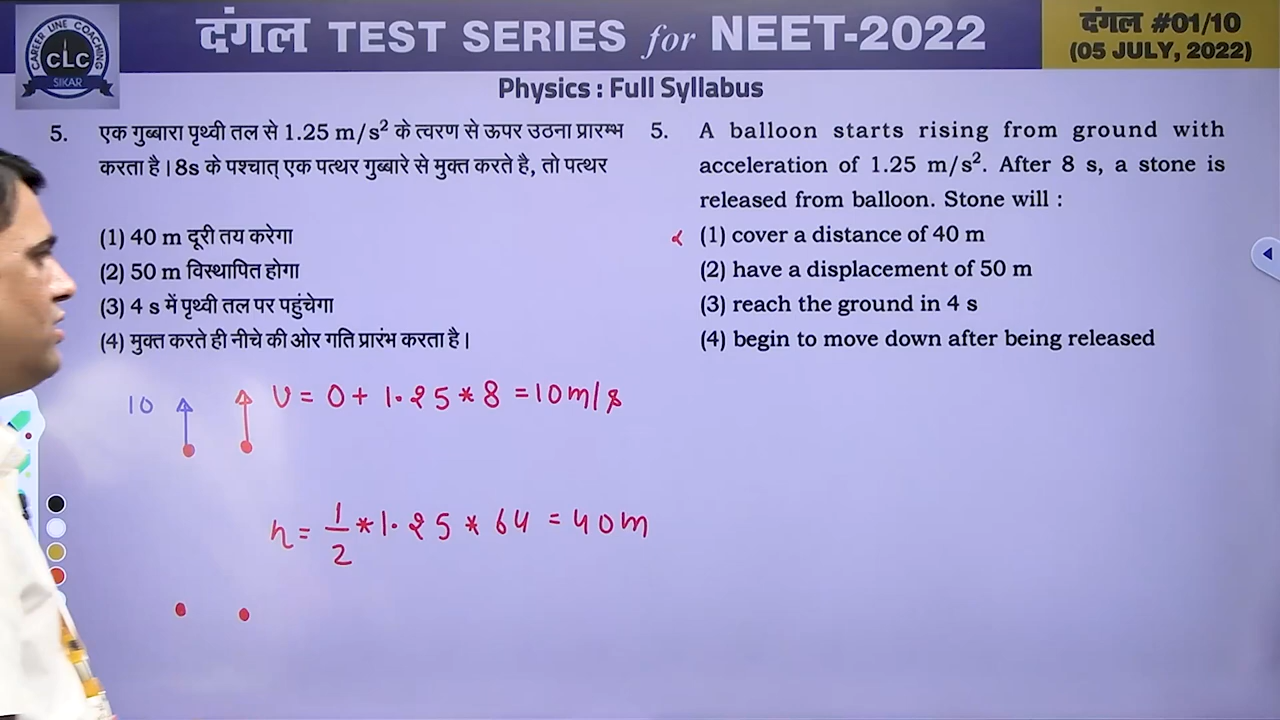 दंगल TEST SERIES for NEET-2022
दंगल #01/10
(05 JULY, 2022)
CAREER LINE COACHING
CLC
SIKAR
Physics : Full Syllabus
5. एक गुब्बारा पृथ्वी तल से 1.25 m/s² के त्वरण से ऊपर उठना प्रारम्भ
करता है। 8s के पश्चात् एक पत्थर गुब्बारे से मुक्त करते है, तो पत्थर
(1) 40 m दूरी तय करेगा
(2) 50 m विस्थापित होगा
(3) 4 s में पृथ्वी तल पर पहुंचेगा
(4) मुक्त करते ही नीचे की ओर गति प्रारंभ करता है।
5. A balloon starts rising from ground with
acceleration of 1.25 m/s². After 8 s, a stone is
released from balloon. Stone will :
(1) cover a distance of 40 m
(2) have a displacement of 50 m
(3) reach the ground in 4 s
(4) begin to move down after being released
10
v = 0 + 1.25 * 8 = 10 m/s
h = 1/2 * 1.25 * 64 = 40m